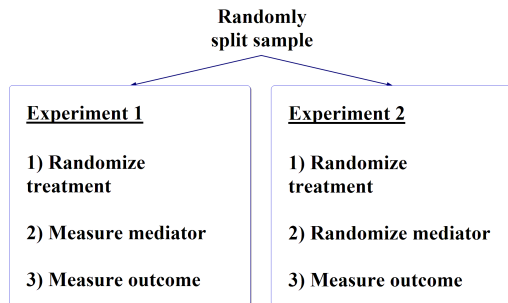 Randomly
split sample
Experiment 1
1) Randomize
treatment
2) Measure mediator
3) Measure outcome
Experiment 2
1) Randomize
treatment
2) Randomize mediator
3) Measure outcome